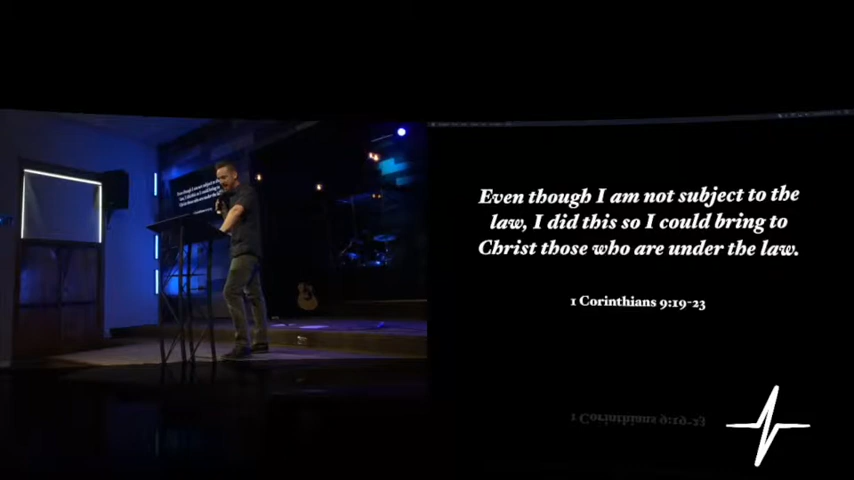 Even though I am not subject to the
law, I did this so I could bring to
Christ those who are under the law.
1 Corinthians 9:19-23